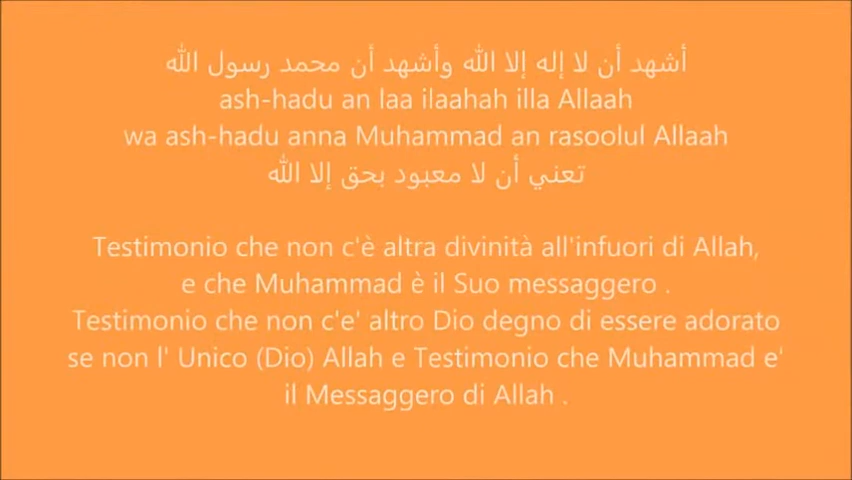 أشهد أن لا إله إلا الله وأشهد أن محمد رسول الله
ash-hadu an laa ilaahah illa Allaah
wa ash-hadu anna Muhammad an rasoolul Allaah
تعني أن لا معبود بحق إلا الله
Testimonio che non c'è altra divinità all'infuori di Allah,
e che Muhammad è il Suo messaggero .
Testimonio che non c'e' altro Dio degno di essere adorato
se non l' Unico (Dio) Allah e Testimonio che Muhammad e'
il Messaggero di Allah .